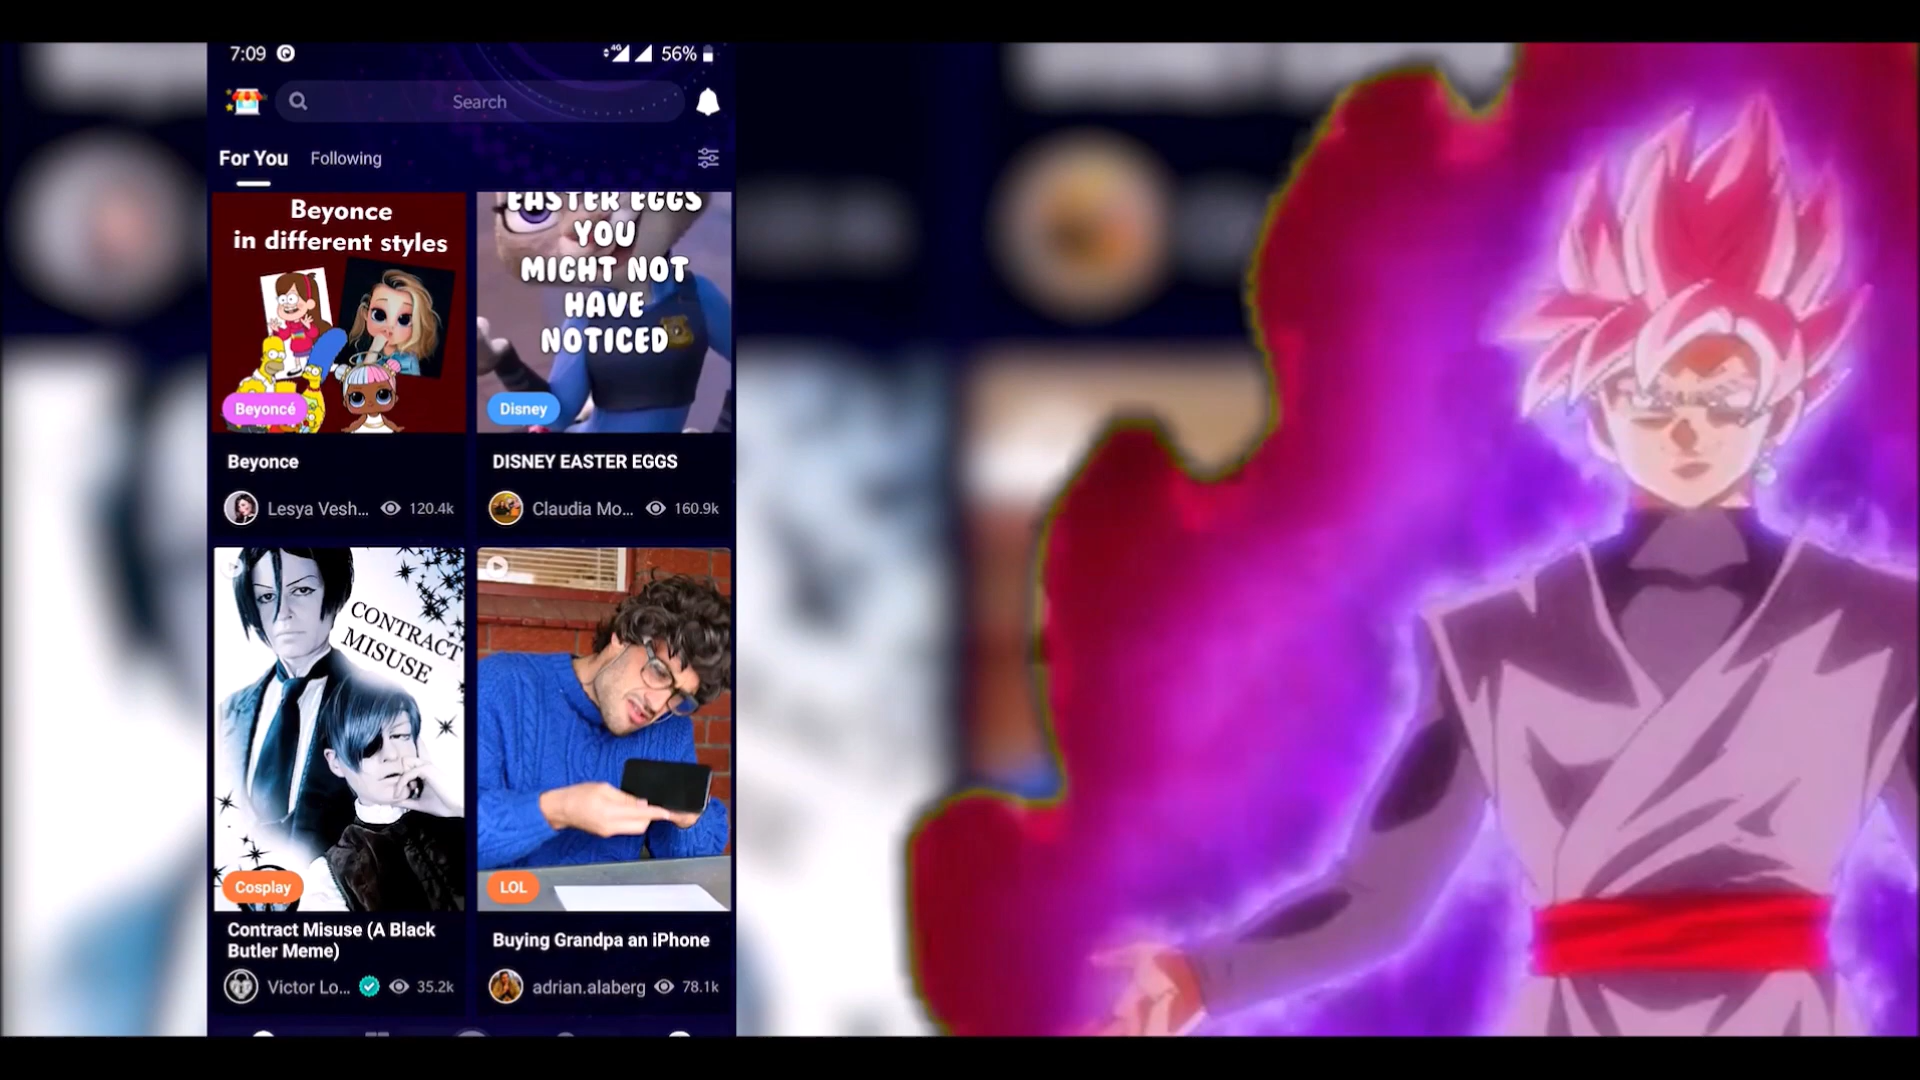 7:09
4G
56%
Search
For You
Following
Beyonce
in different styles
Beyoncé
EASTER EGGS
YOU
MIGHT NOT
HAVE
NOTICED
Disney
Beyonce
DISNEY EASTER EGGS
Lesya Vesh...
120.4k
Claudia Mo...
160.9k
CONTRACT
MISUSE
Cosplay
LOL
Contract Misuse (A Black
Butler Meme)
Buying Grandpa an iPhone
Victor Lo...
35.2k
adrian.alaberg
78.1k